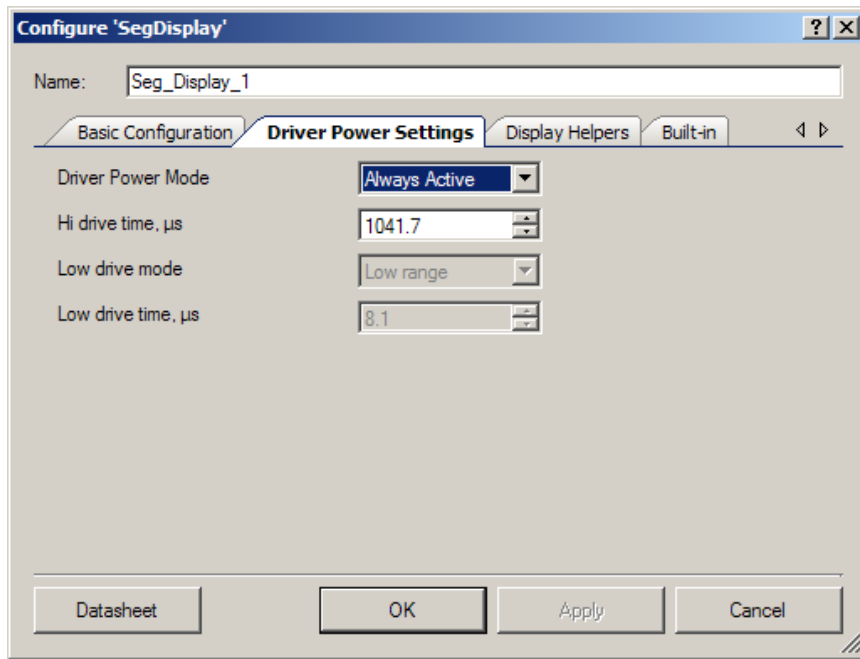 Configure 'SegDisplay'
Name: Seg_Display_1
Basic Configuration Driver Power Settings Display Helpers Built-in
Driver Power Mode Always Active
Hi drive time, µs 1041.7
Low drive mode Low range
Low drive time, µs 8.1
Datasheet OK Apply Cancel